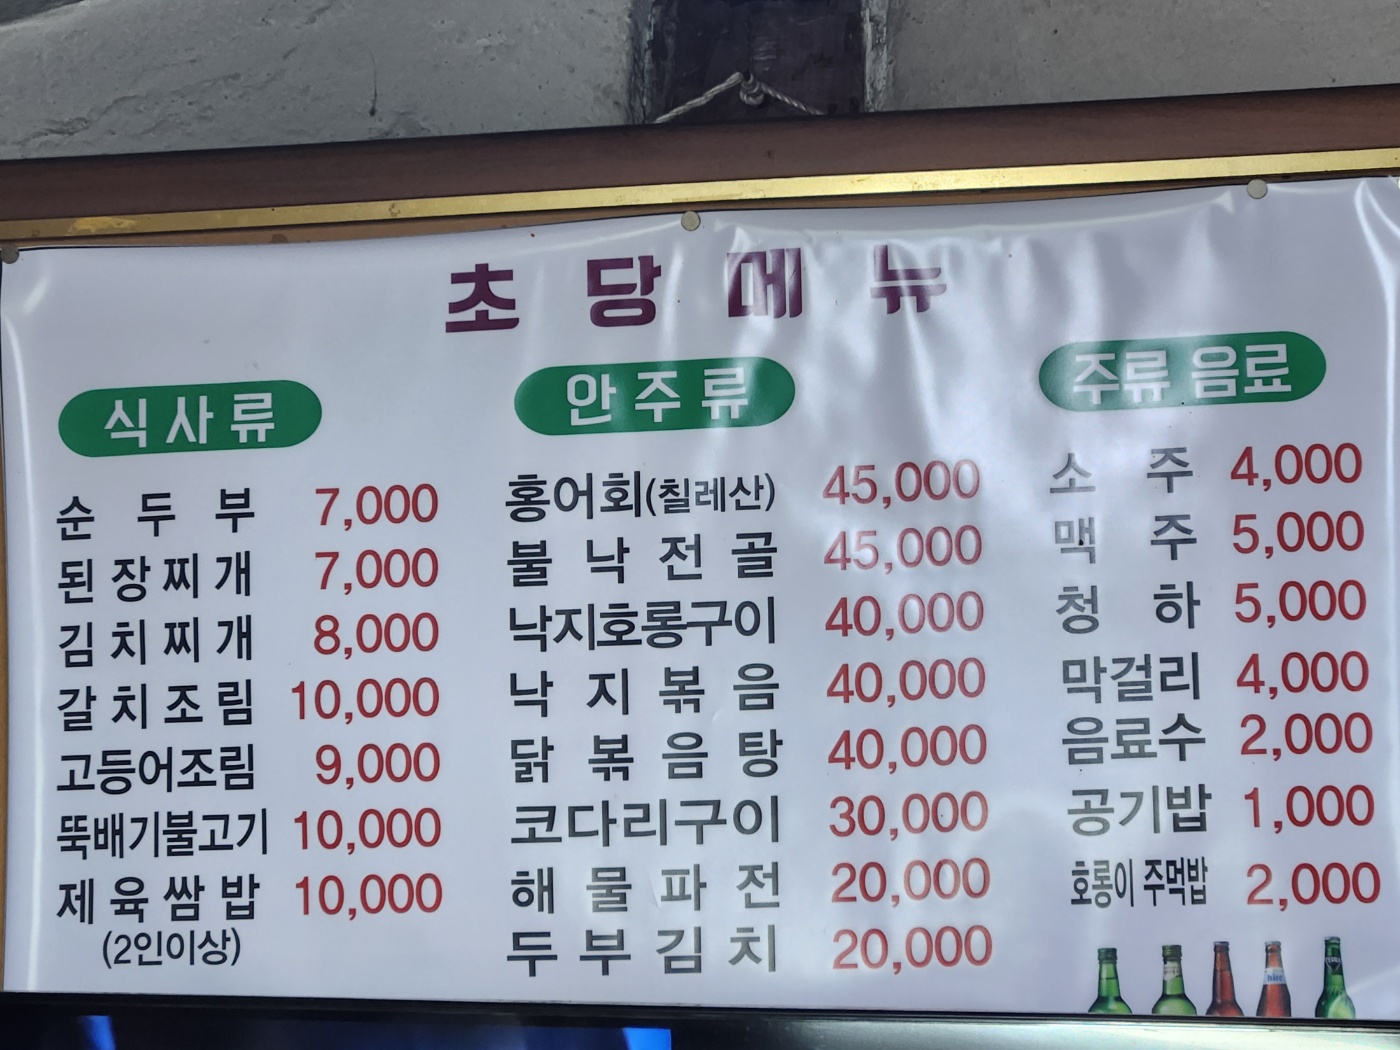 초당메뉴
식사류
순두부 7,000
된장찌개 7,000
김치찌개 8,000
갈치조림 10,000
고등어조림 9,000
뚝배기불고기 10,000
제육쌈밥 10,000
(2인이상)
안주류
홍어회(칠레산) 45,000
불낙전골 45,000
낙지호롱구이 40,000
낙지볶음 40,000
닭볶음탕 40,000
코다리구이 30,000
해물파전 20,000
두부김치 20,000
주류 음료
소주 4,000
맥주 5,000
청하 5,000
막걸리 4,000
음료수 2,000
공기밥 1,000
호롱이 주먹밥 2,000